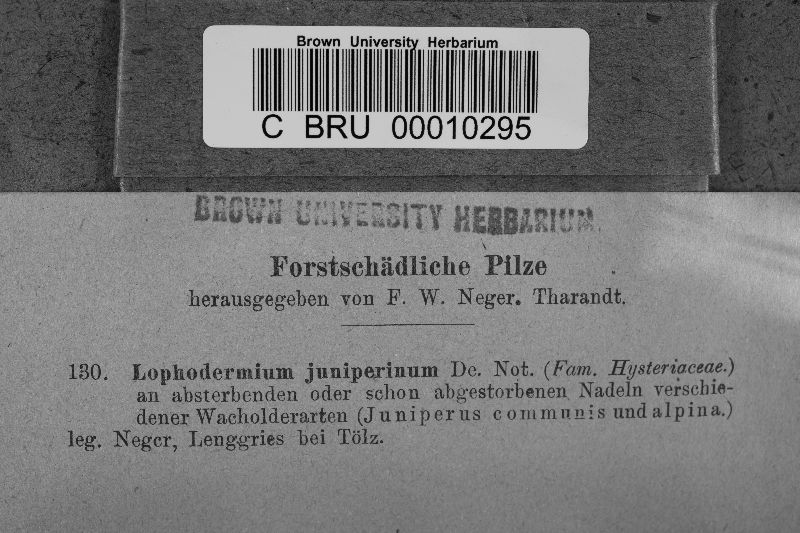 Brown University Herbarium
C BRU 00010295
BROWN UNIVERSITY HERBARIUM.
Forstschädliche Pilze
herausgegeben von F. W. Neger. Tharandt.
130. Lophodermium juniperinum De. Not. (Fam. Hysteriaceae.)
an absterbenden oder schon abgestorbenen Nadeln verschie-
dener Wacholderarten (Juniperus communis und alpina.)
leg. Neger, Lenggries bei Tölz.